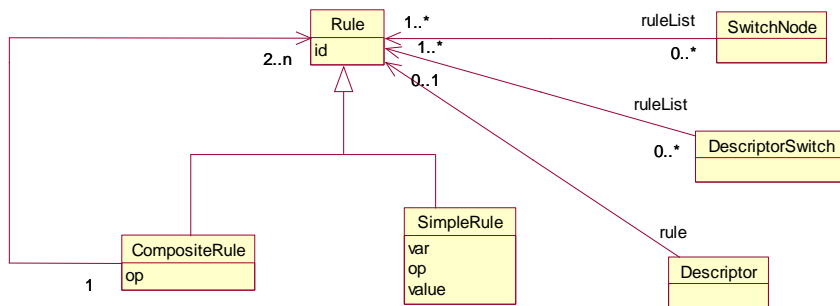 Rule
id
2..n
1..*
ruleList
SwitchNode
0..*
1..*
0..1
ruleList
DescriptorSwitch
0..*
CompositeRule
op
1
SimpleRule
var
op
value
rule
Descriptor